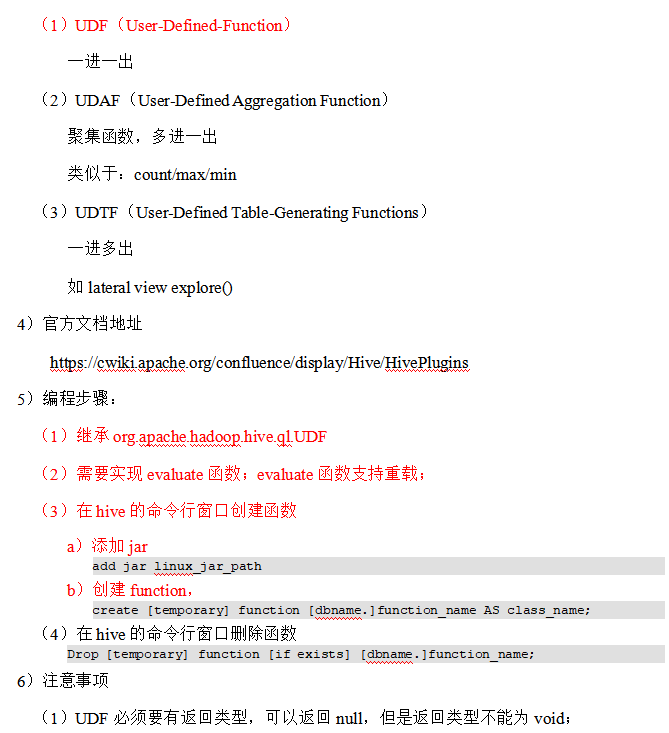 （1）UDF（User-Defined-Function）
一进一出
（2）UDAF（User-Defined Aggregation Function）
聚集函数，多进一出
类似于：count/max/min
（3）UDTF（User-Defined Table-Generating Functions）
一进多出
如 lateral view explore()
4）官方文档地址
https://cwiki.apache.org/confluence/display/Hive/HivePlugins
5）编程步骤：
（1）继承 org.apache.hadoop.hive.ql.UDF
（2）需要实现 evaluate 函数；evaluate 函数支持重载；
（3）在 hive 的命令行窗口创建函数
a）添加 jar
add jar linux_jar_path
b）创建 function，
create [temporary] function [dbname.]function_name AS class_name;
（4）在 hive 的命令行窗口删除函数
Drop [temporary] function [if exists] [dbname.]function_name;
6）注意事项
（1）UDF 必须要有返回类型，可以返回 null，但是返回类型不能为 void；